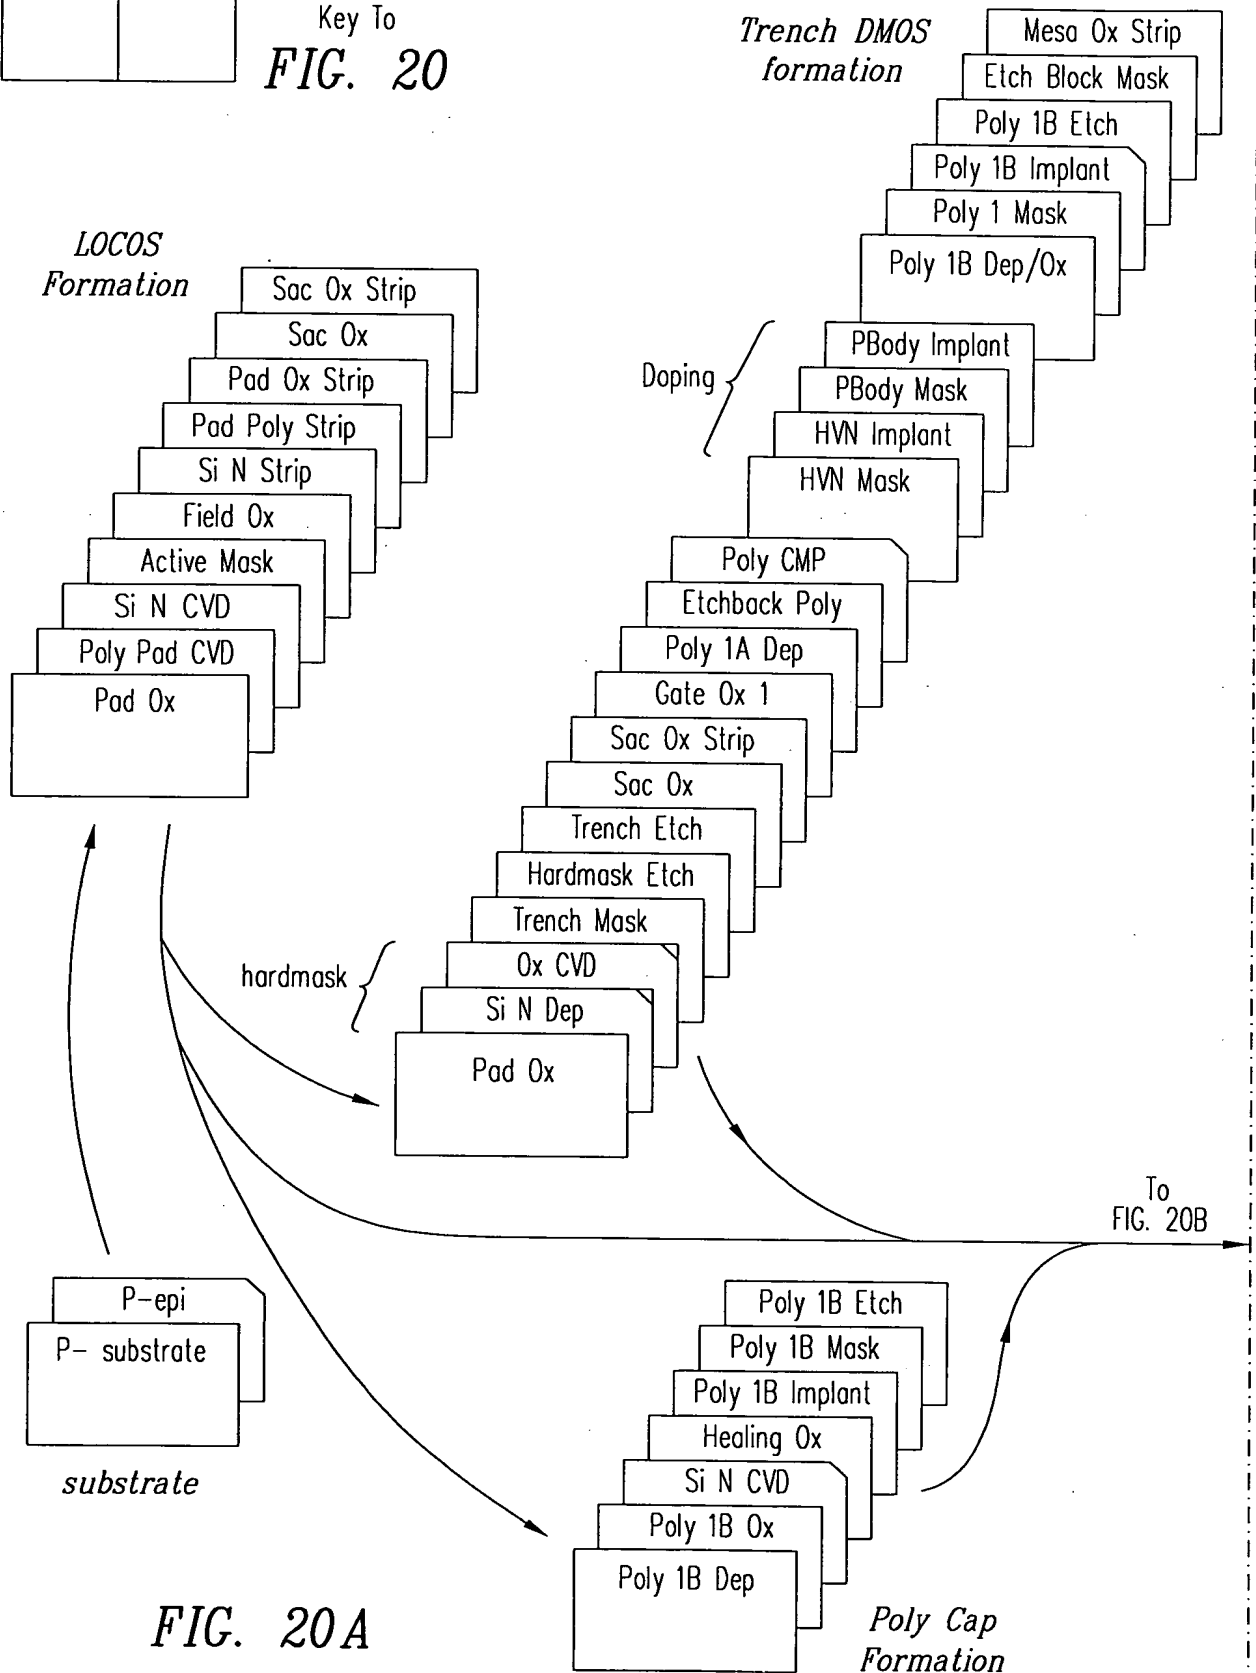 Key To
FIG. 20
Trench DMOS
formation
Mesa Ox Strip
Etch Block Mask
Poly 1B Etch
Poly 1B Implant
Poly 1 Mask
Poly 1B Dep/Ox
Doping
PBody Implant
PBody Mask
HVN Implant
HVN Mask
Poly CMP
Etchback Poly
Poly 1A Dep
Gate Ox 1
Sac Ox Strip
Sac Ox
Trench Etch
Hardmask Etch
Trench Mask
hardmask
Ox CVD
Si N Dep
Pad Ox
LOCOS
Formation
Sac Ox Strip
Sac Ox
Pad Ox Strip
Pad Poly Strip
Si N Strip
Field Ox
Active Mask
Si N CVD
Poly Pad CVD
Pad Ox
To
FIG. 20B
P-epi
P- substrate
substrate
Poly 1B Etch
Poly 1B Mask
Poly 1B Implant
Healing Ox
Si N CVD
Poly 1B Ox
Poly 1B Dep
Poly Cap
Formation
FIG. 20A